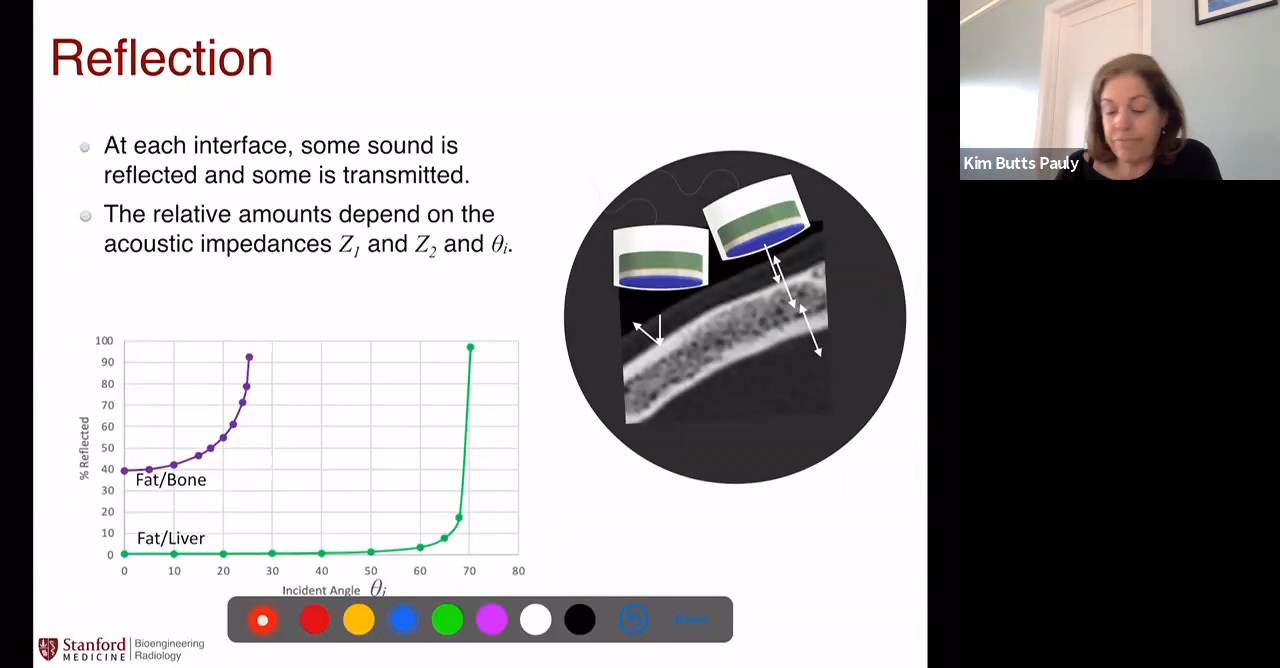 Reflection
At each interface, some sound is
reflected and some is transmitted.
The relative amounts depend on the
acoustic impedances Z1 and Z2 and θi.
Kim Butts Pauly
% Reflected
100
90
80
70
60
50
40
30
20
10
0
Fat/Bone
Fat/Liver
0 10 20 30 40 50 60 70 80
Incident Angle θi
Done
Stanford
MEDICINE
Bioengineering
Radiology